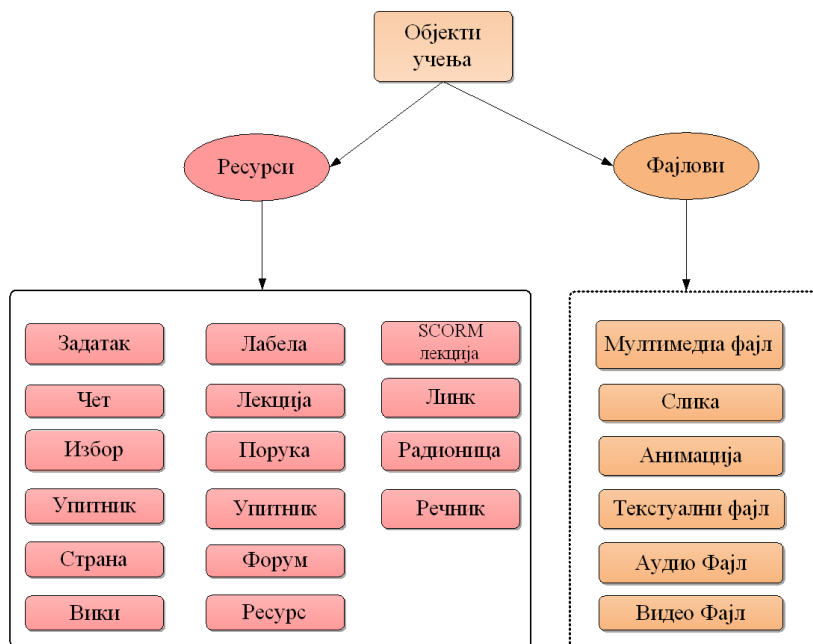 Објекти
учења
Ресурси
Фајлови
Задатак
Чет
Избор
Упитник
Страна
Вики
Лабела
Лекција
Порука
Упитник
Форум
Ресурс
SCORM
лекција
Линк
Радионица
Речник
Мултимедиа фајл
Слика
Анимација
Текстуални фајл
Аудио Фајл
Видео Фајл